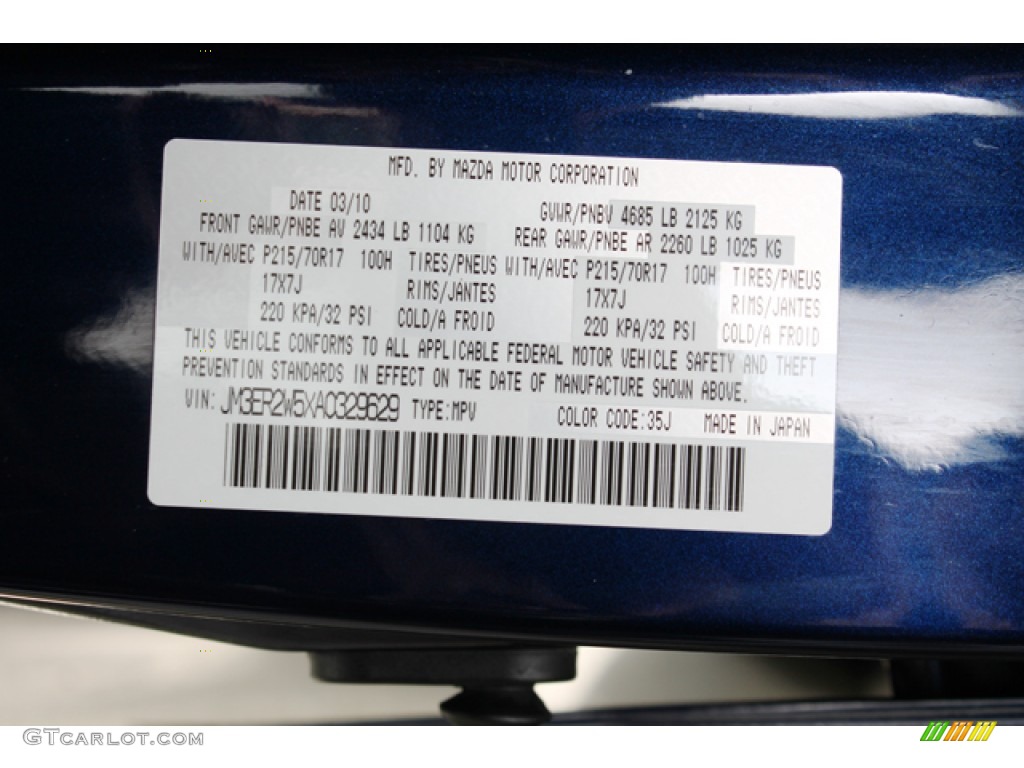 MFD. BY MAZDA MOTOR CORPORATION
DATE 03/10 GVWR/PNBV 4685 LB 2125 KG
FRONT GAWR/PNBE AV 2434 LB 1104 KG REAR GAWR/PNBE AR 2260 LB 1025 KG
WITH/AVEC P215/70R17 100H TIRES/PNEUS WITH/AVEC P215/70R17 100H TIRES/PNEUS
17X7J RIMS/JANTES 17X7J RIMS/JANTES
220 KPA/32 PSI COLD/A FROID 220 KPA/32 PSI COLD/A FROID
THIS VEHICLE CONFORMS TO ALL APPLICABLE FEDERAL MOTOR VEHICLE SAFETY AND THEFT
PREVENTION STANDARDS IN EFFECT ON THE DATE OF MANUFACTURE SHOWN ABOVE.
VIN: JM3ER2W5XA0329629 TYPE:MPV COLOR CODE:35J MADE IN JAPAN
GTCARLOT.COM